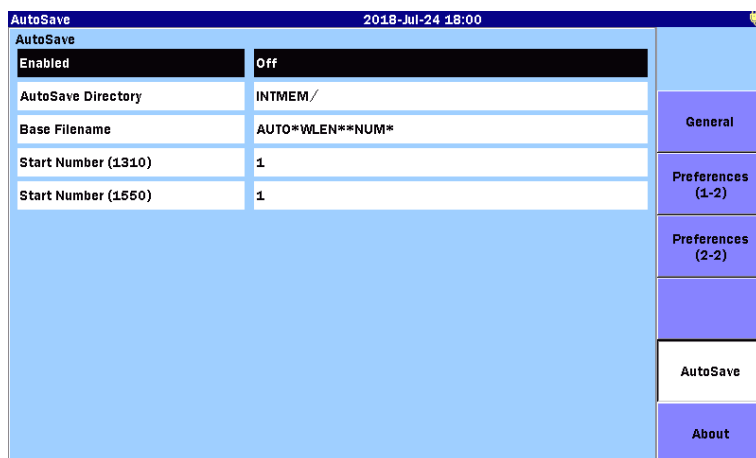 AutoSave 2018-Jul-24 18:00
AutoSave
Enabled Off
AutoSave Directory INTMEM/
Base Filename AUTO*WLEN**NUM*
Start Number (1310) 1
Start Number (1550) 1
General
Preferences
(1-2)
Preferences
(2-2)
AutoSave
About